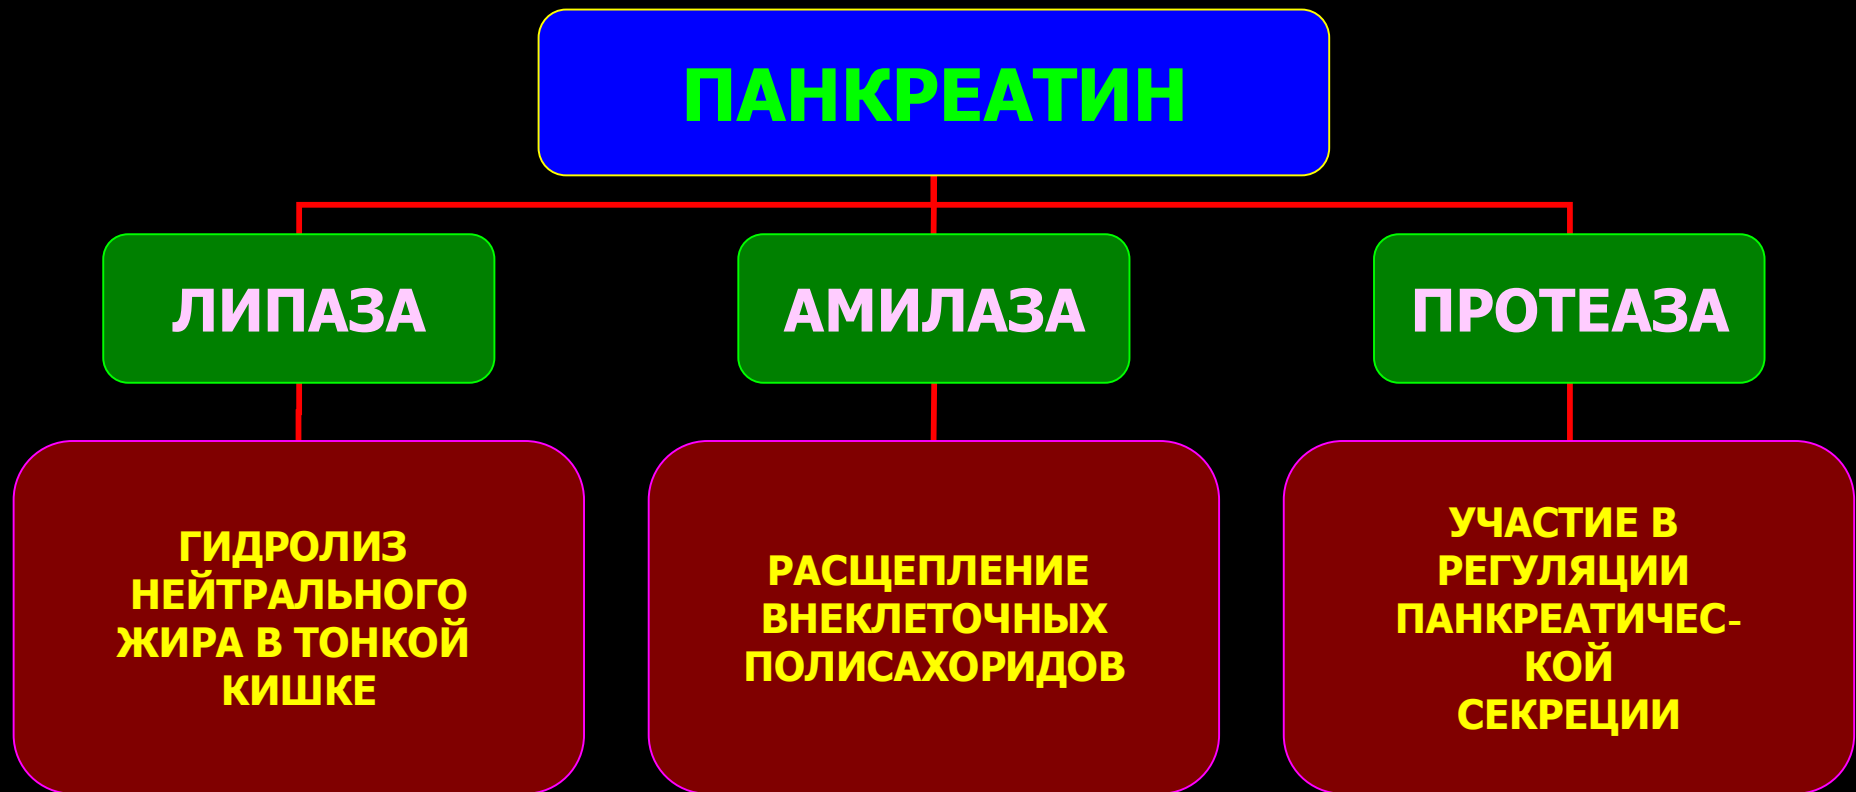 ПАНКРЕАТИН
ЛИПАЗА
АМИЛАЗА
ПРОТЕАЗА
ГИДРОЛИЗ
НЕЙТРАЛЬНОГО
ЖИРА В ТОНКОЙ
КИШКЕ
РАСЩЕПЛЕНИЕ
ВНЕКЛЕТОЧНЫХ
ПОЛИСАХОРИДОВ
УЧАСТИЕ В
РЕГУЛЯЦИИ
ПАНКРЕАТИЧЕС-
КОЙ
СЕКРЕЦИИ